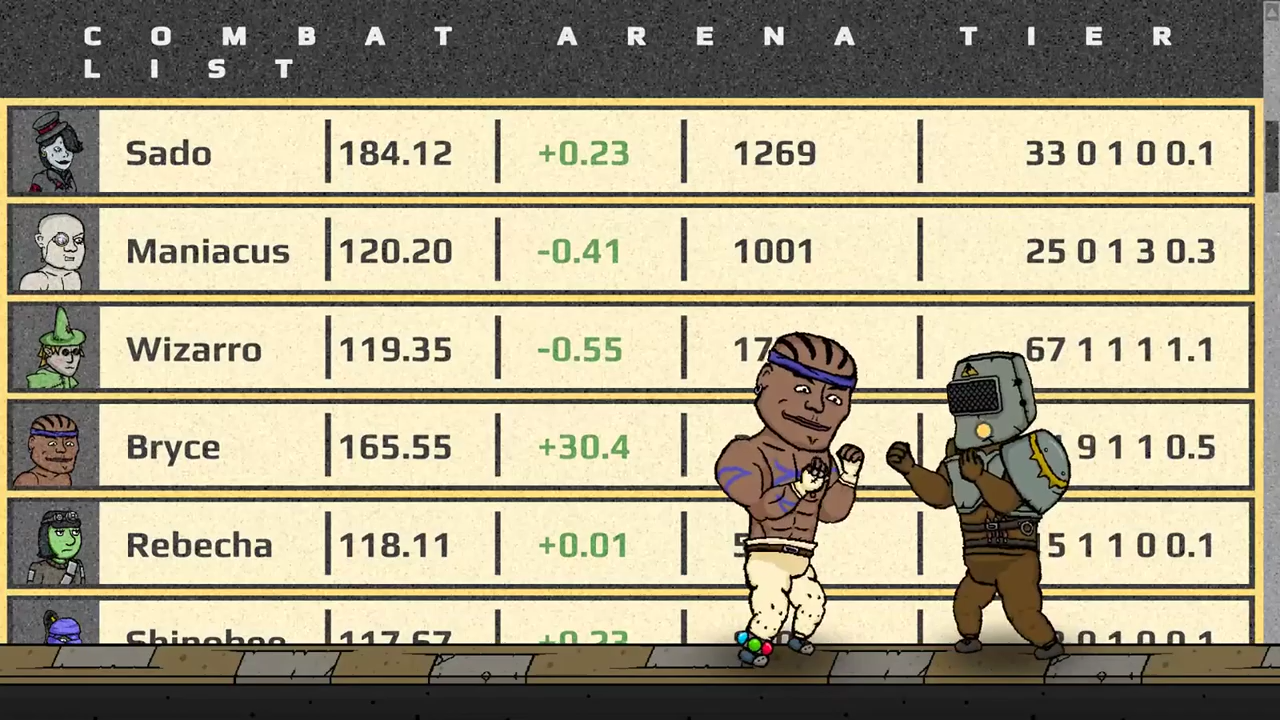 COMBAT ARENA TIER
LIST
Sado 184.12 +0.23 1269 33 0 1 0 0.1
Maniacus 120.20 -0.41 1001 25 0 1 3 0.3
Wizarro 119.35 -0.55 17 67 1 1 1 1.1
Bryce 165.55 +30.4 9 1 1 0.5
Rebecha 118.11 +0.01 5 5 1 1 0 0.1